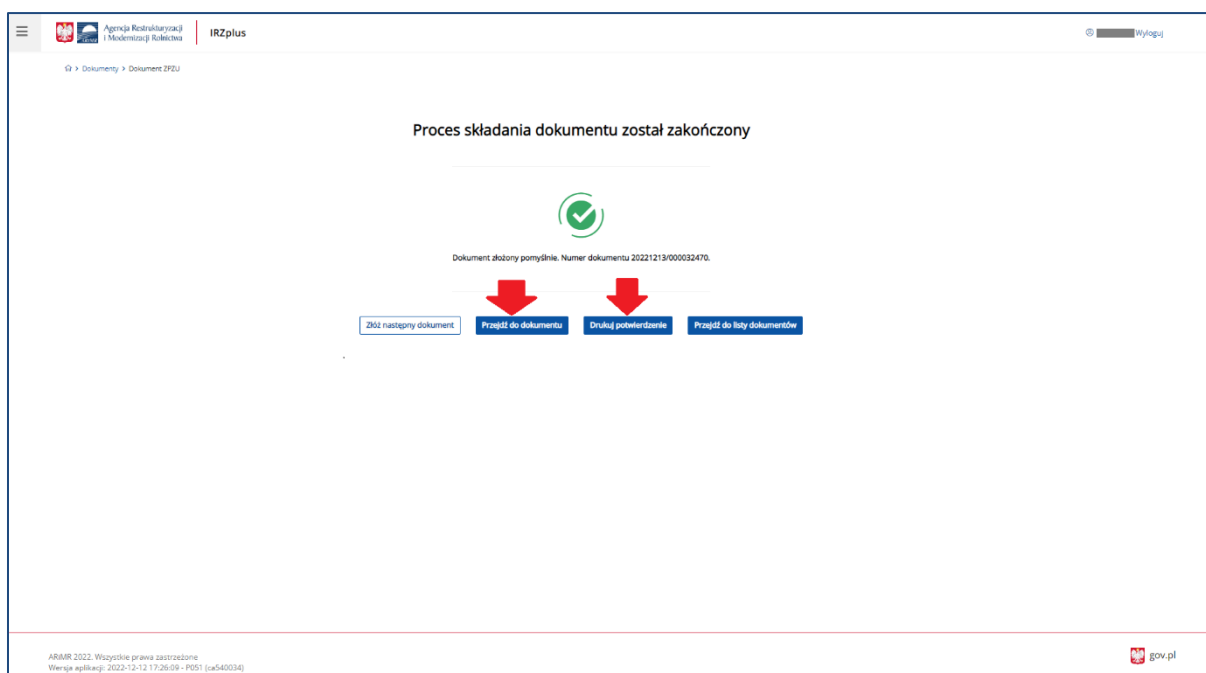 Agencja Restrukturyzacji
i Modernizacji Rolnictwa
IRZplus
Wyloguj
> Dokumenty > Dokument ZPZU
Proces składania dokumentu został zakończony
Dokument złożony pomyślnie. Numer dokumentu 20221213/000032470.
Złóż następny dokument
Przejdź do dokumentu
Drukuj potwierdzenie
Przejdź do listy dokumentów
ARiMR 2022. Wszystkie prawa zastrzeżone
Wersja aplikacji: 2022-12-12 17:26:09 - P051 (ca540034)
gov.pl